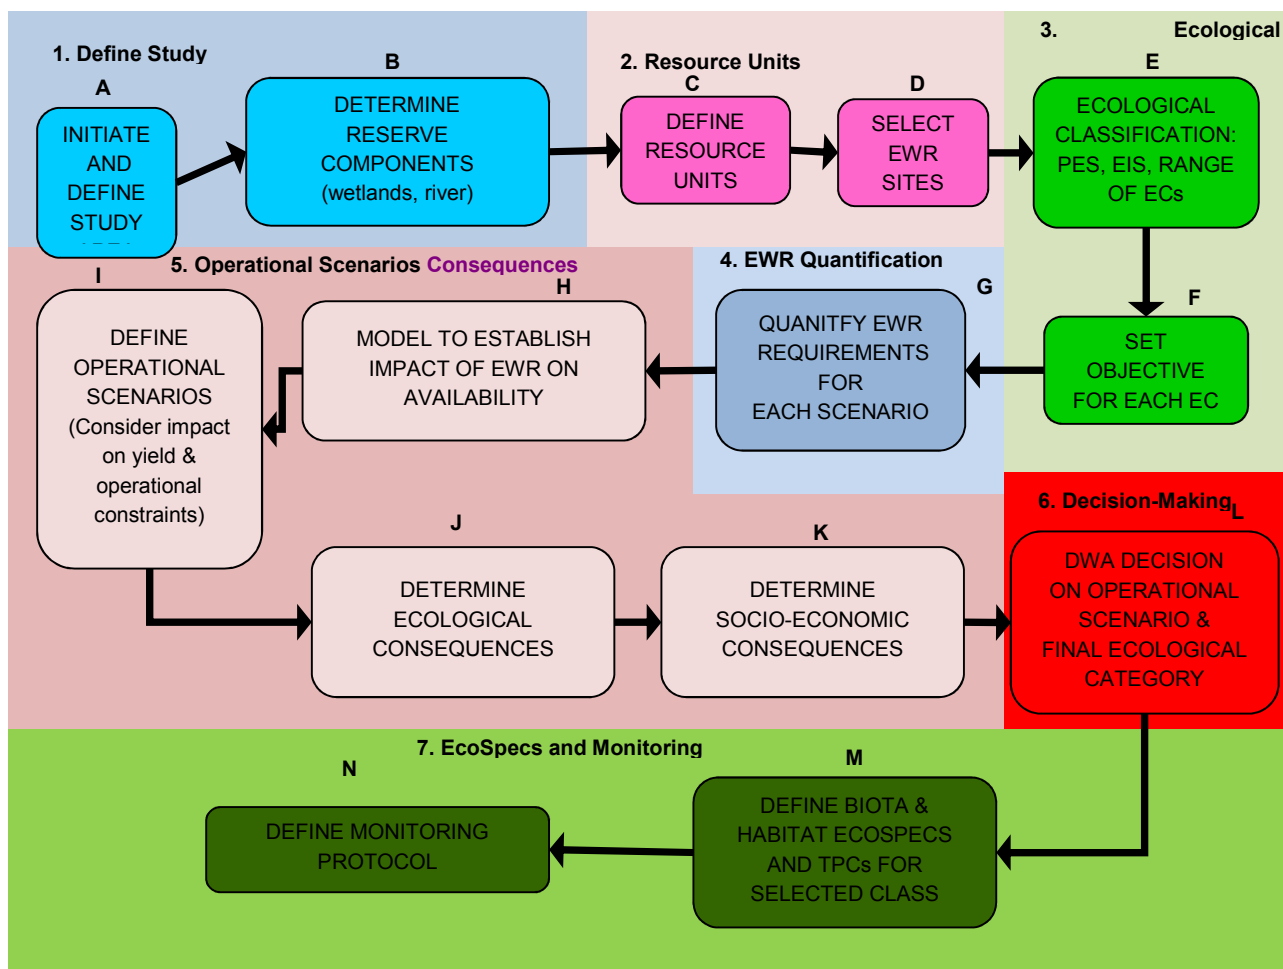 1. Define Study
A
INITIATE
AND
DEFINE
STUDY
B
DETERMINE
RESERVE
COMPONENTS
(wetlands, river)
2. Resource Units
C
DEFINE
RESOURCE
UNITS
D
SELECT
EWR
SITES
3. Ecological
E
ECOLOGICAL
CLASSIFICATION:
PES, EIS, RANGE
OF ECs
F
SET
OBJECTIVE
FOR EACH EC
4. EWR Quantification
G
QUANITFY EWR
REQUIREMENTS
FOR
EACH SCENARIO
5. Operational Scenarios Consequences
H
MODEL TO ESTABLISH
IMPACT OF EWR ON
AVAILABILITY
I
DEFINE
OPERATIONAL
SCENARIOS
(Consider impact
on yield &
operational
constraints)
J
DETERMINE
ECOLOGICAL
CONSEQUENCES
K
DETERMINE
SOCIO-ECONOMIC
CONSEQUENCES
6. Decision-Making
L
DWA DECISION
ON OPERATIONAL
SCENARIO &
FINAL ECOLOGICAL
CATEGORY
7. EcoSpecs and Monitoring
M
DEFINE BIOTA &
HABITAT ECOSPECS
AND TPCs FOR
SELECTED CLASS
N
DEFINE MONITORING
PROTOCOL